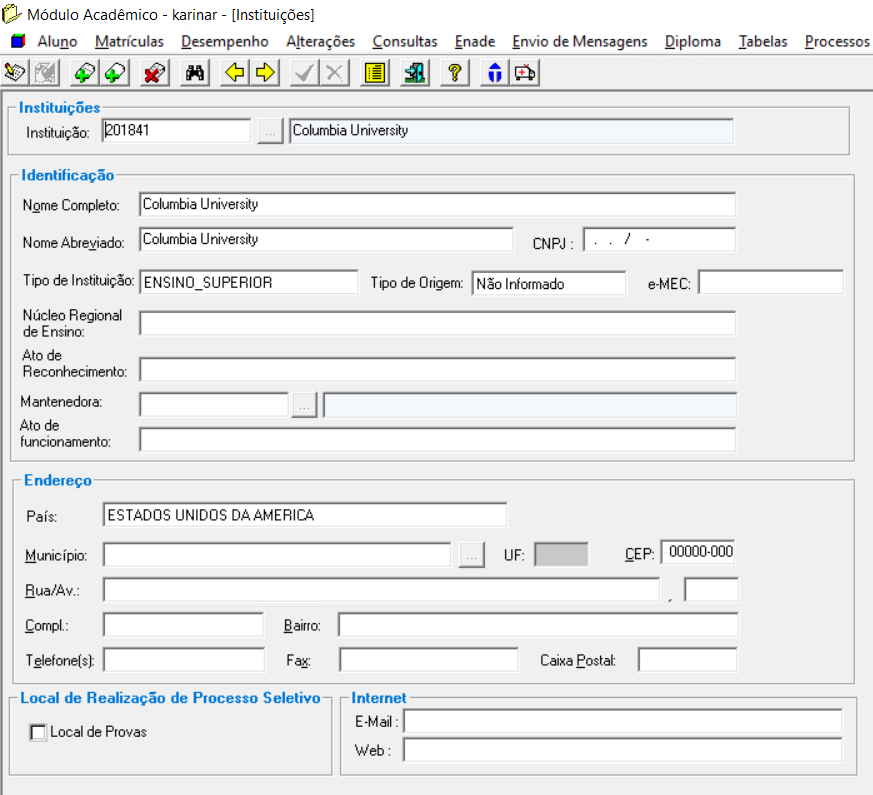 Módulo Acadêmico - karinar - [Instituições]
Aluno Matrículas Desempenho Alterações Consultas Enade Envio de Mensagens Diploma Tabelas Processos
Instituições
Instituição: 201841 ... Columbia University
Identificação
Nome Completo: Columbia University
Nome Abreviado: Columbia University CNPJ : . . / -
Tipo de Instituição: ENSINO_SUPERIOR Tipo de Origem: Não Informado e-MEC:
Núcleo Regional
de Ensino:
Ato de
Reconhecimento:
Mantenedora: ...
Ato de
funcionamento:
Endereço
País: ESTADOS UNIDOS DA AMERICA
Município: ... UF: CEP: 00000-000
Rua/Av.: ,
Compl.: Bairro:
Telefone(s): Fax: Caixa Postal:
Local de Realização de Processo Seletivo Internet
Local de Provas
E-Mail :
Web :